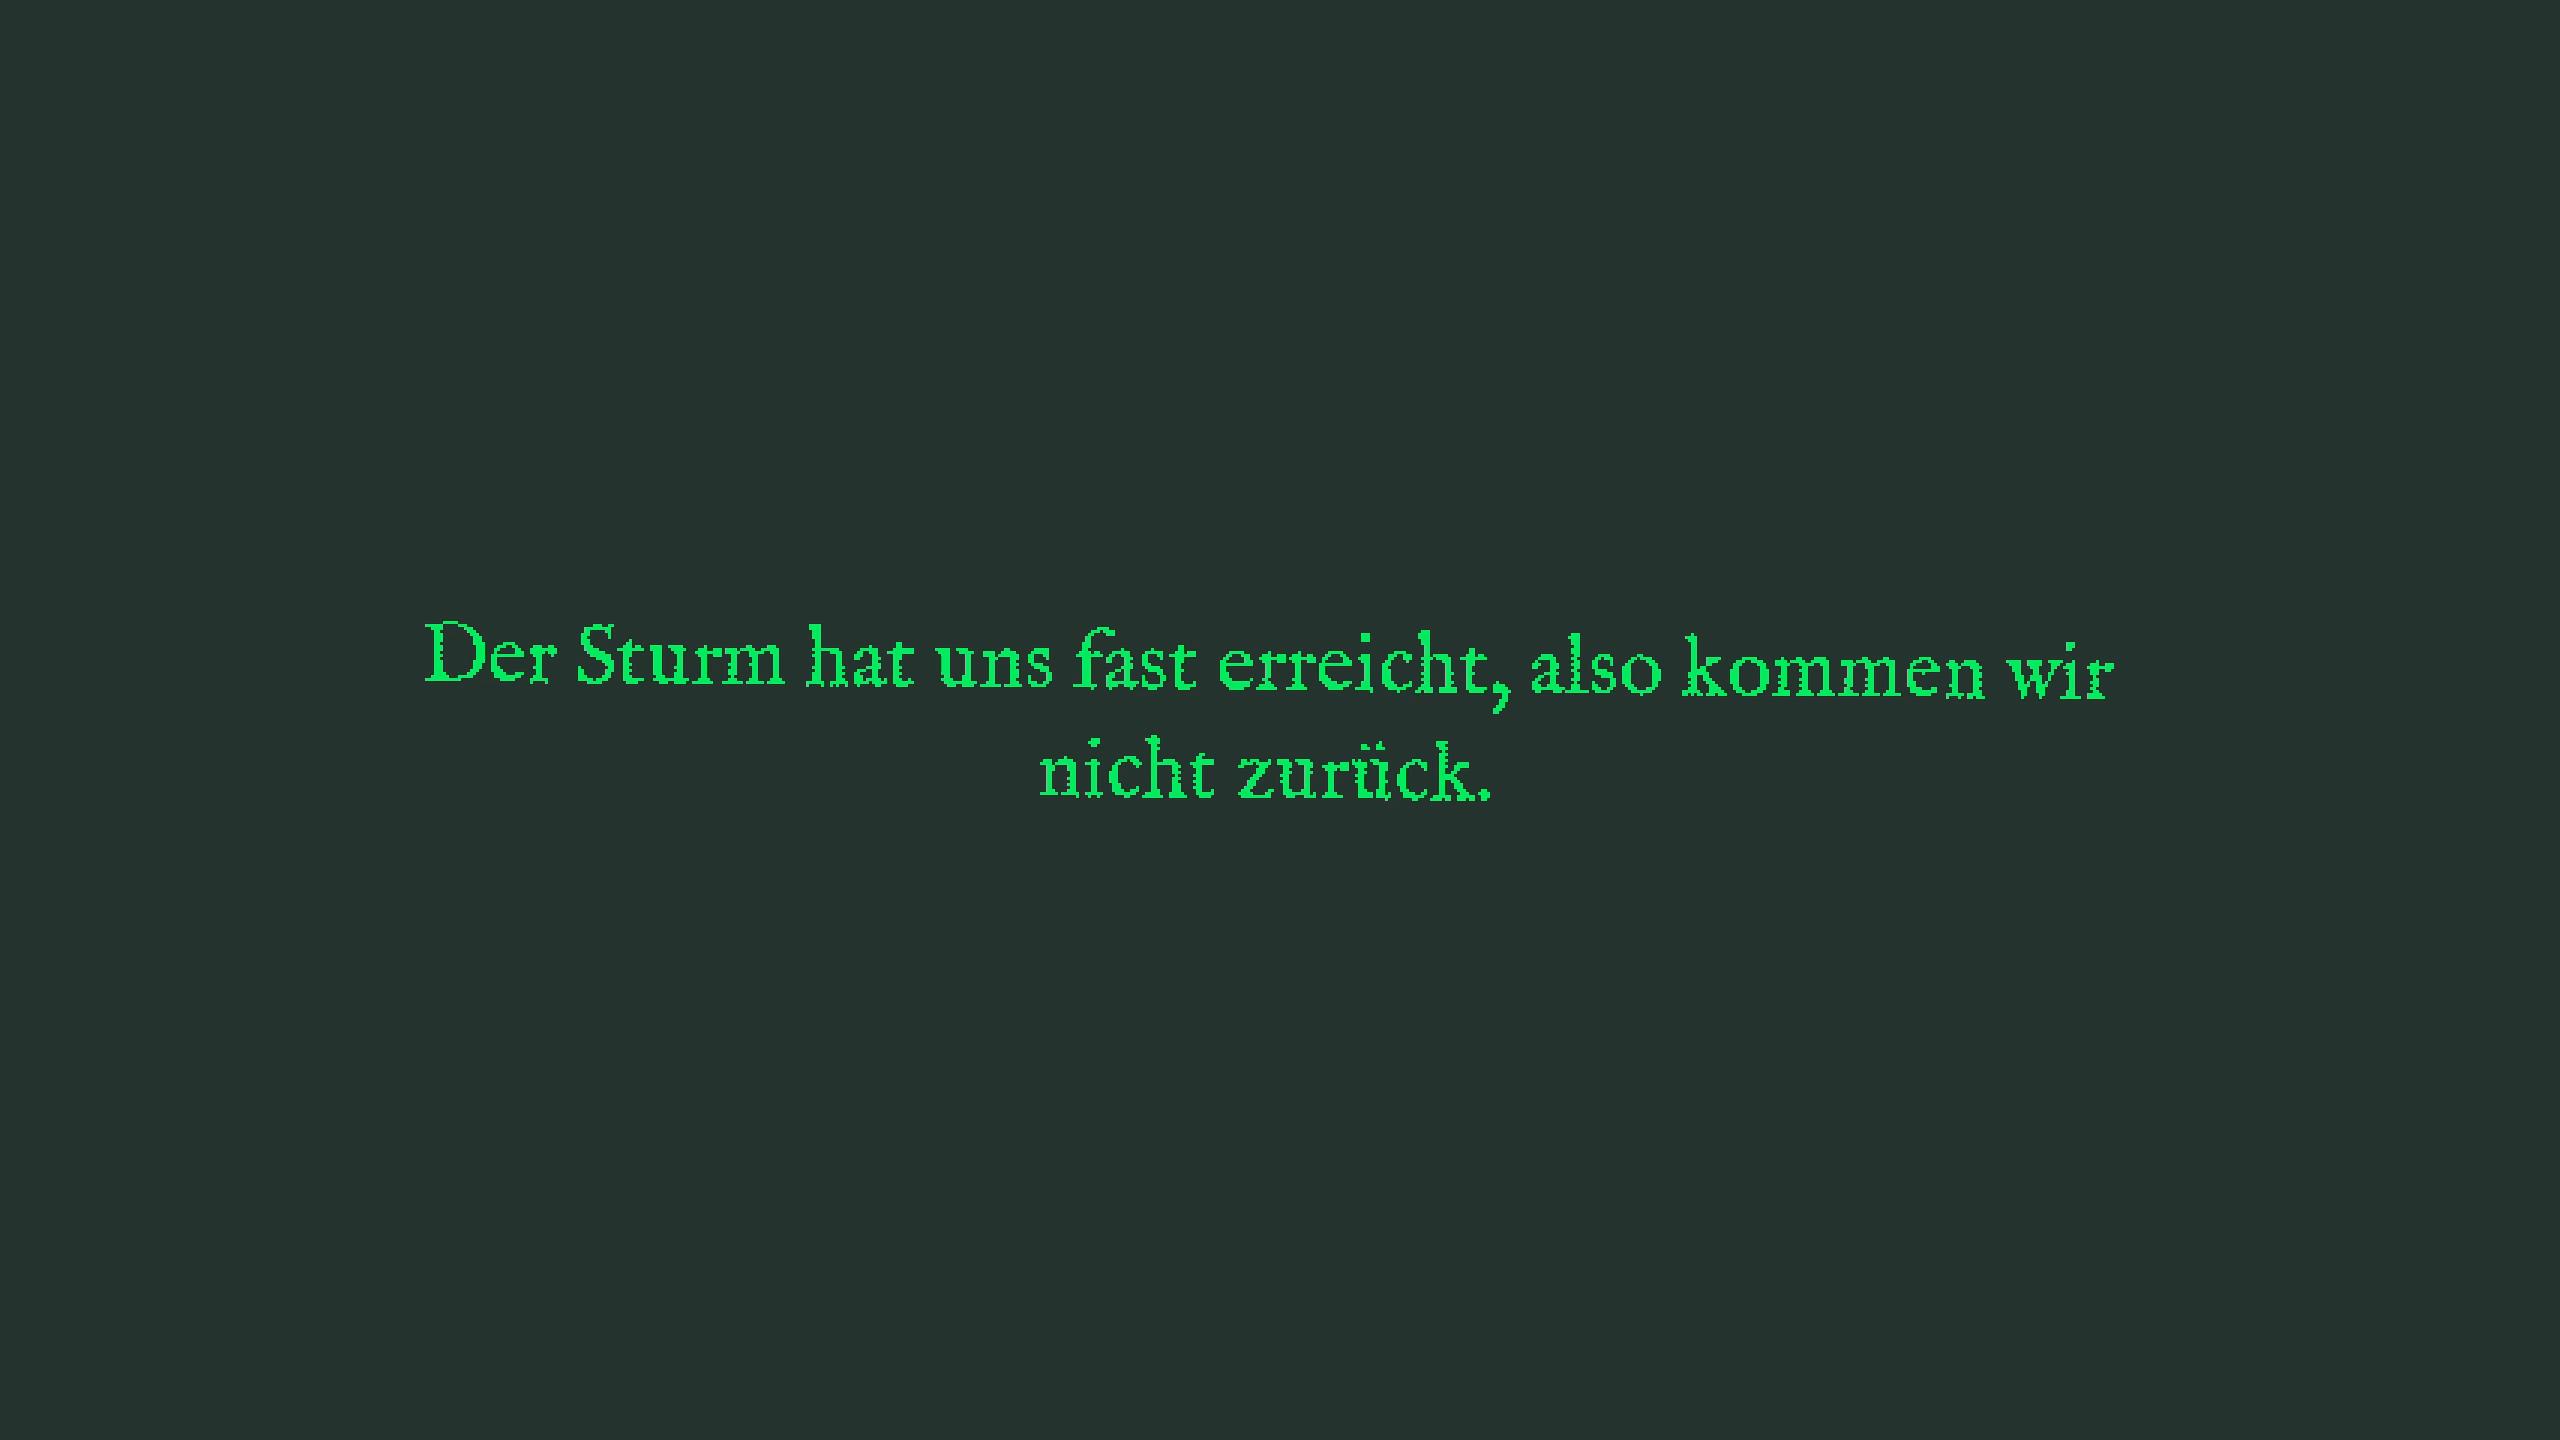 Der Sturm hat uns fast erreicht, also kommen wir
nicht zurück.